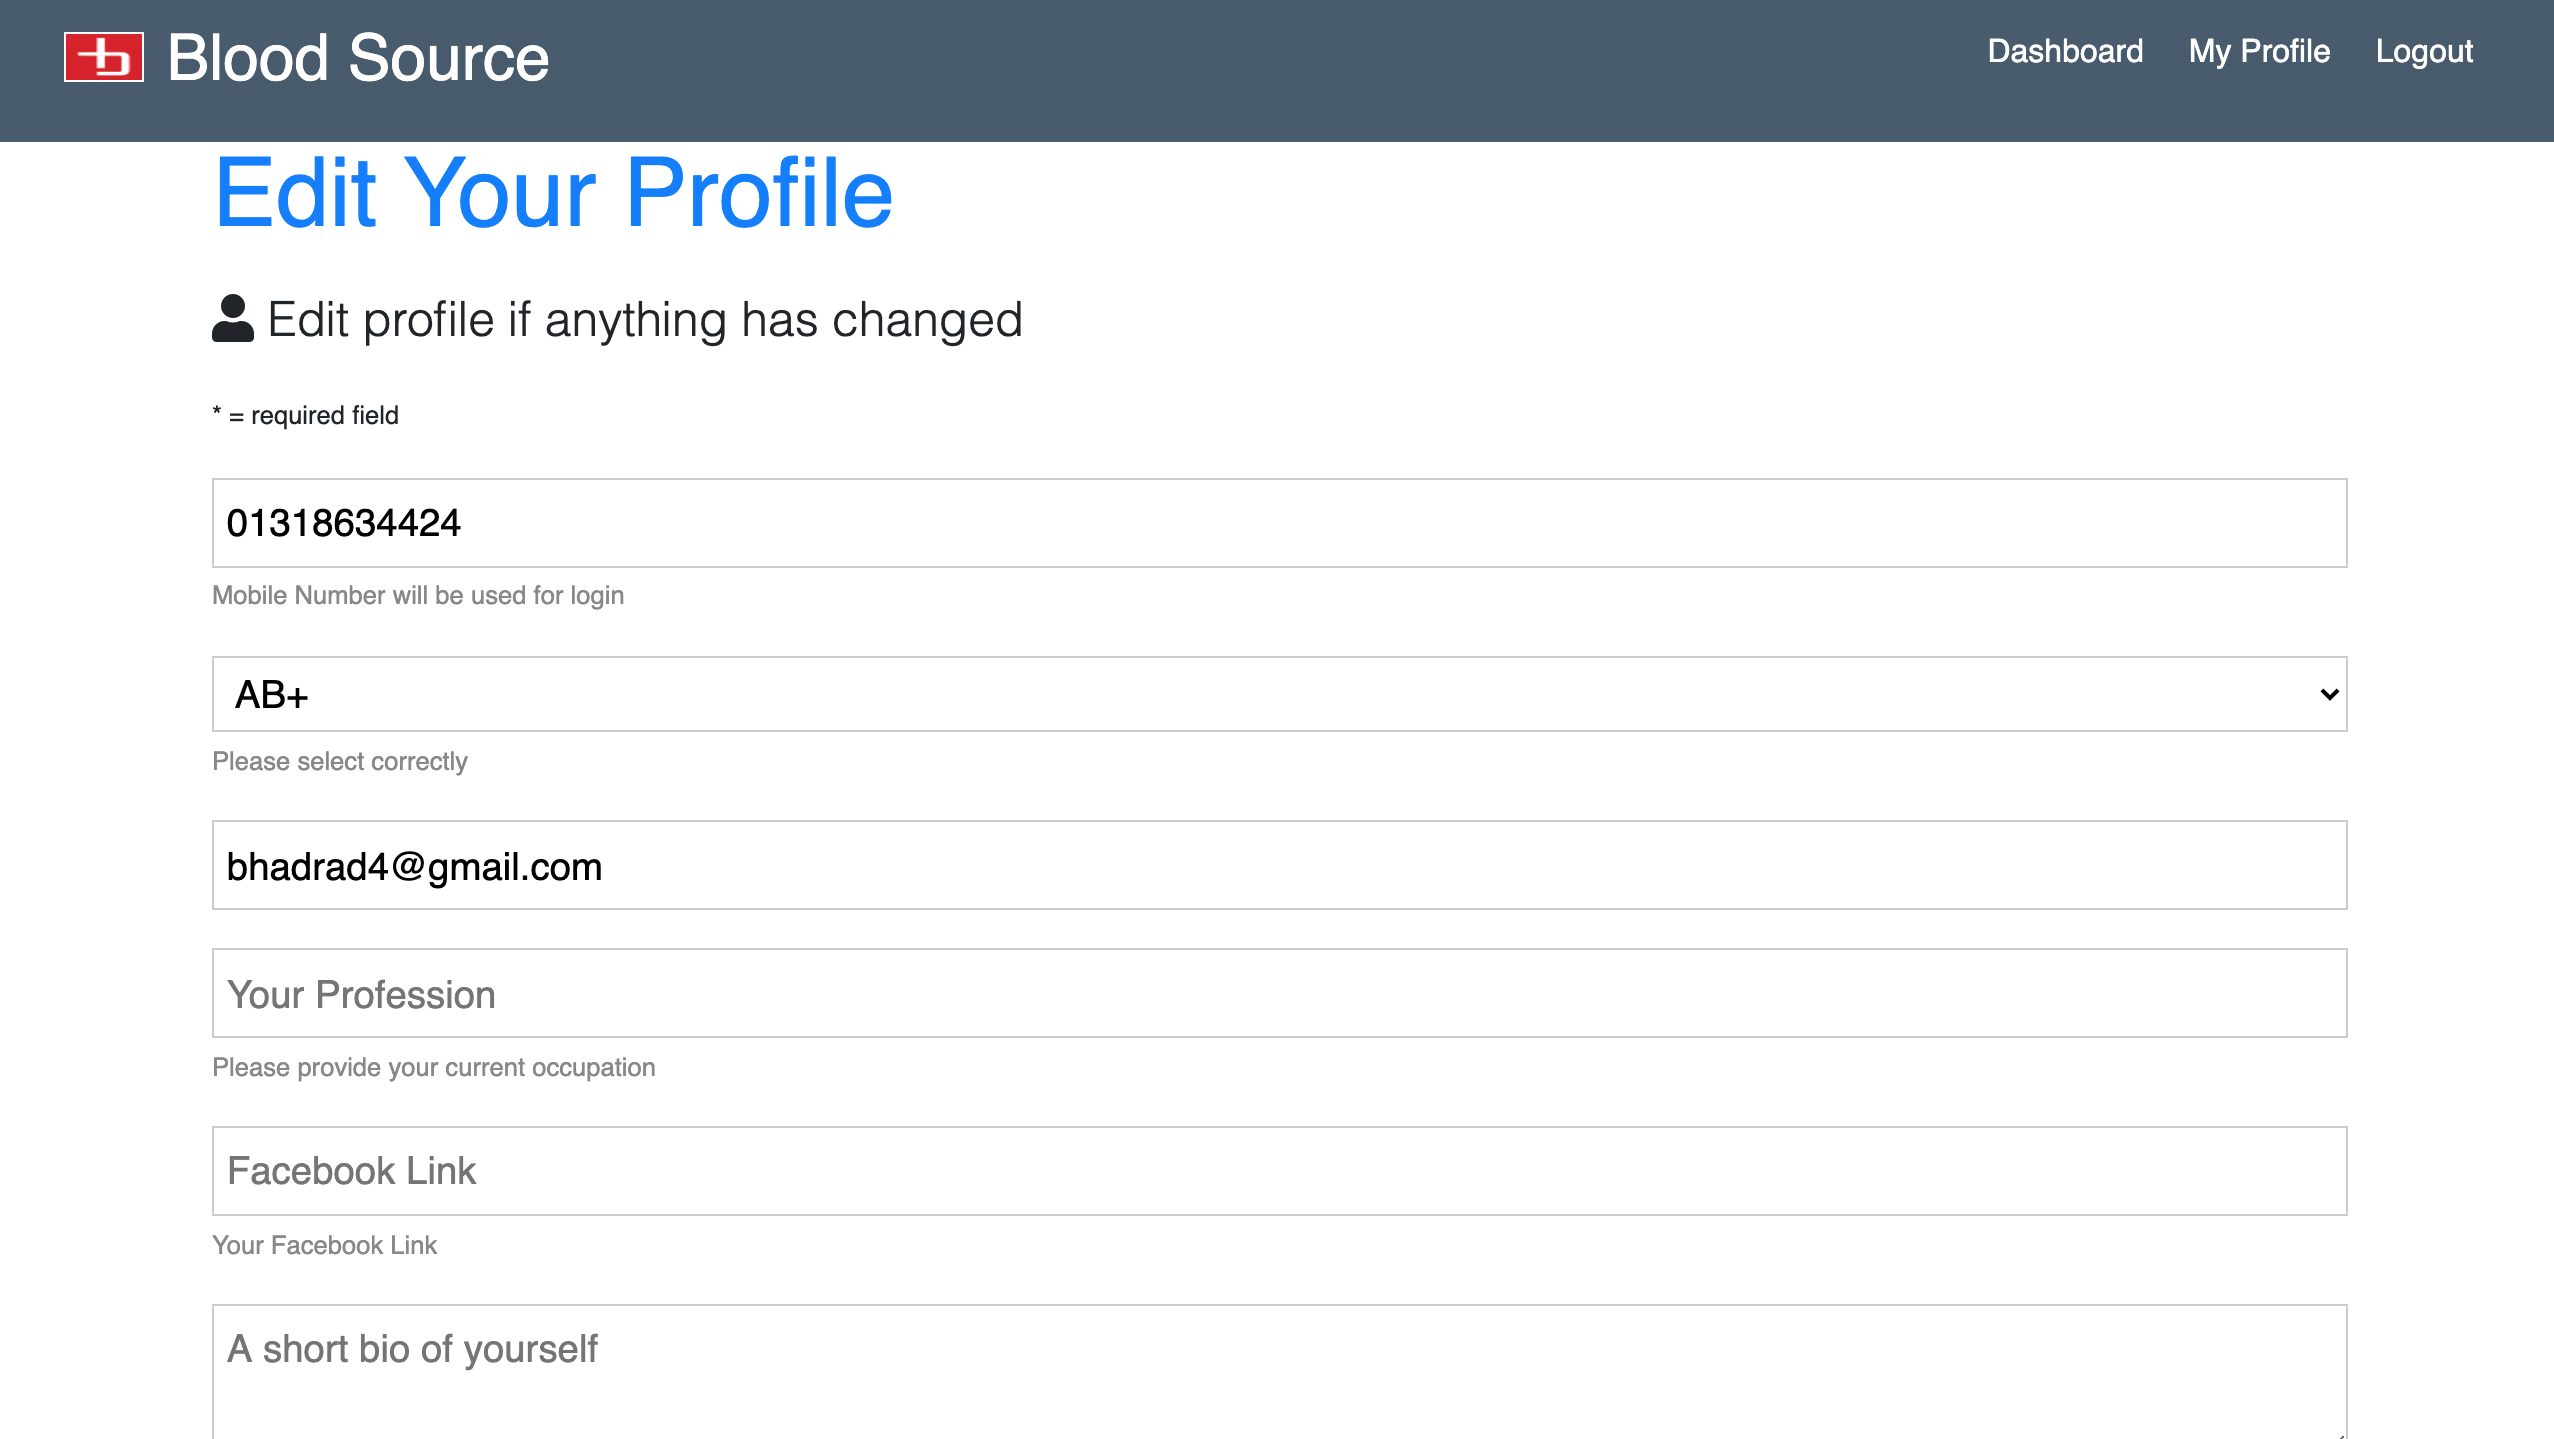 Blood Source
Dashboard My Profile Logout
Edit Your Profile
Edit profile if anything has changed
* = required field
01318634424
Mobile Number will be used for login
AB+
Please select correctly
bhadrad4@gmail.com
Your Profession
Please provide your current occupation
Facebook Link
Your Facebook Link
A short bio of yourself